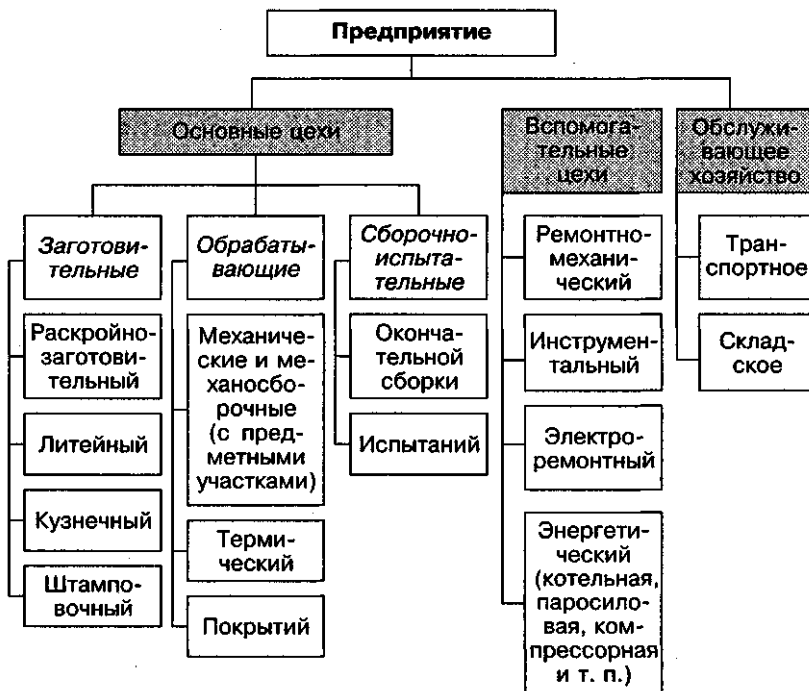 Предприятие
Основные цехи
Вспомога-
тельные
цехи
Обслужи-
вающее
хозяйство
Заготови-
тельные
Обрабаты-
вающие
Сборочно-
испыта-
тельные
Ремонтно-
механи-
ческий
Тран-
спортное
Раскройно-
заготови-
тельный
Механиче-
ские и ме-
ханосбо-
рочные
(с пред-
метными
участками)
Оконча-
тельной
сборки
Инструмен-
тальный
Склад-
ское
Литейный
Испытаний
Электро-
ремонтный
Кузнечный
Терми-
ческий
Энергети-
ческий
(котельная,
паросило-
вая, ком-
прессорная
и т. п.)
Штампо-
вочный
Покрытий